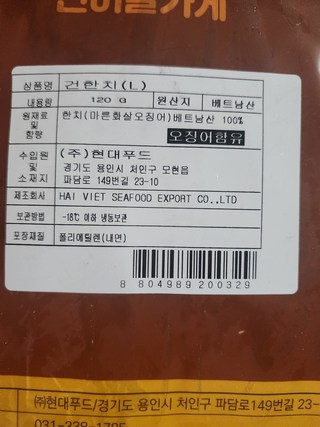 건어물가게
상품명 건한치(L)
내용량 120 G 원산지 베트남산
원재료 및 함량 한치(마른화살오징어)베트남산 100%
오징어함유
수입원 및 소재지 (주)현대푸드
경기도 용인시 처인구 모현읍
파담로 149번길 23-10
제조회사 HAI VIET SEAFOOD EXPORT CO.,LTD
보관방법 -18℃ 이하 냉동보관
포장재질 폴리에틸렌(내면)
8 804989 200329
㈜현대푸드/경기도 용인시 처인구 파담로149번길 23-